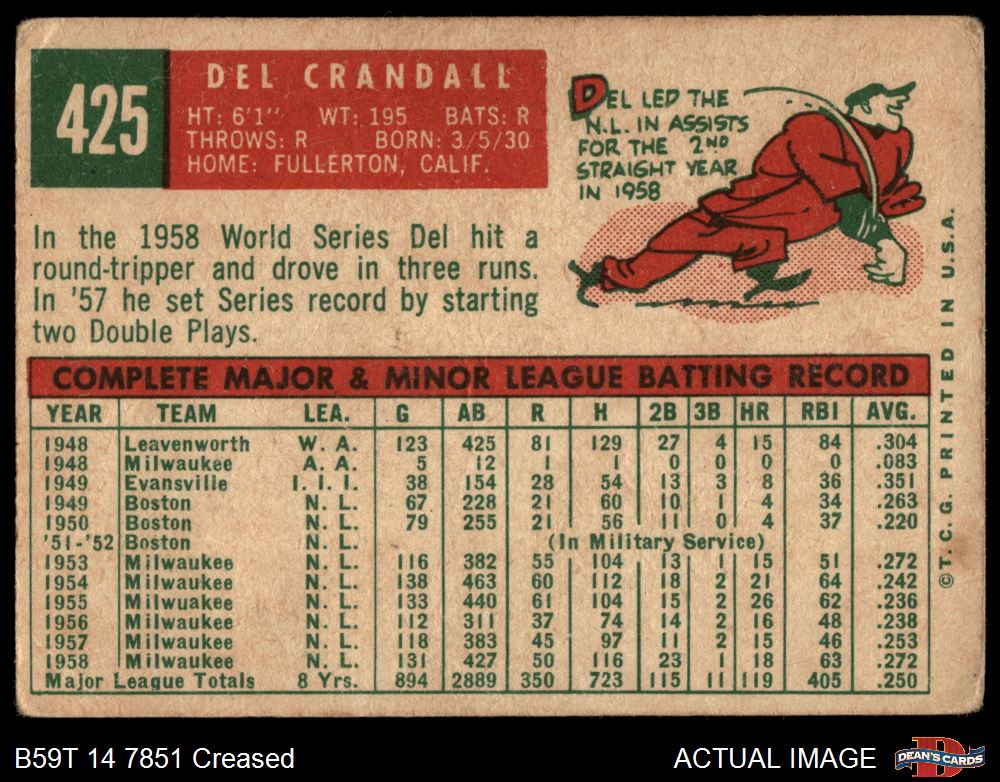 425
DEL CRANDALL
HT: 6'1" WT: 195 BATS: R
THROWS: R BORN: 3/5/30
HOME: FULLERTON, CALIF.
DEL LED THE
N.L. IN ASSISTS
FOR THE 2ND
STRAIGHT YEAR
IN 1958
In the 1958 World Series Del hit a
round-tripper and drove in three runs.
In '57 he set Series record by starting
two Double Plays.
COMPLETE MAJOR & MINOR LEAGUE BATTING RECORD
YEAR TEAM LEA. G AB R H 2B 3B HR RBI AVG.
1948 Leavenworth W. A. 123 425 81 129 27 4 15 84 .304
1948 Milwaukee A. A. 5 12 1 1 0 0 0 0 .083
1949 Evansville I. I. I. 38 154 28 54 13 3 8 36 .351
1949 Boston N. L. 67 228 21 60 10 1 4 34 .263
1950 Boston N. L. 79 255 21 56 11 0 4 37 .220
'51-'52 Boston N. L. (In Military Service)
1953 Milwaukee N. L. 116 382 55 104 13 1 15 51 .272
1954 Milwaukee N. L. 138 463 60 112 18 2 21 64 .242
1955 Milwuakee N. L. 133 440 61 104 15 2 26 62 .236
1956 Milwaukee N. L. 112 311 37 74 14 2 16 48 .238
1957 Milwaukee N. L. 118 383 45 97 11 2 15 46 .253
1958 Milwaukee N. L. 131 427 50 116 23 1 18 63 .272
Major League Totals 8 Yrs. 894 2889 350 723 115 11 119 405 .250
©T. C. G. PRINTED IN U.S.A.
B59T 14 7851 Creased
ACTUAL IMAGE
DEAN'S CARDS